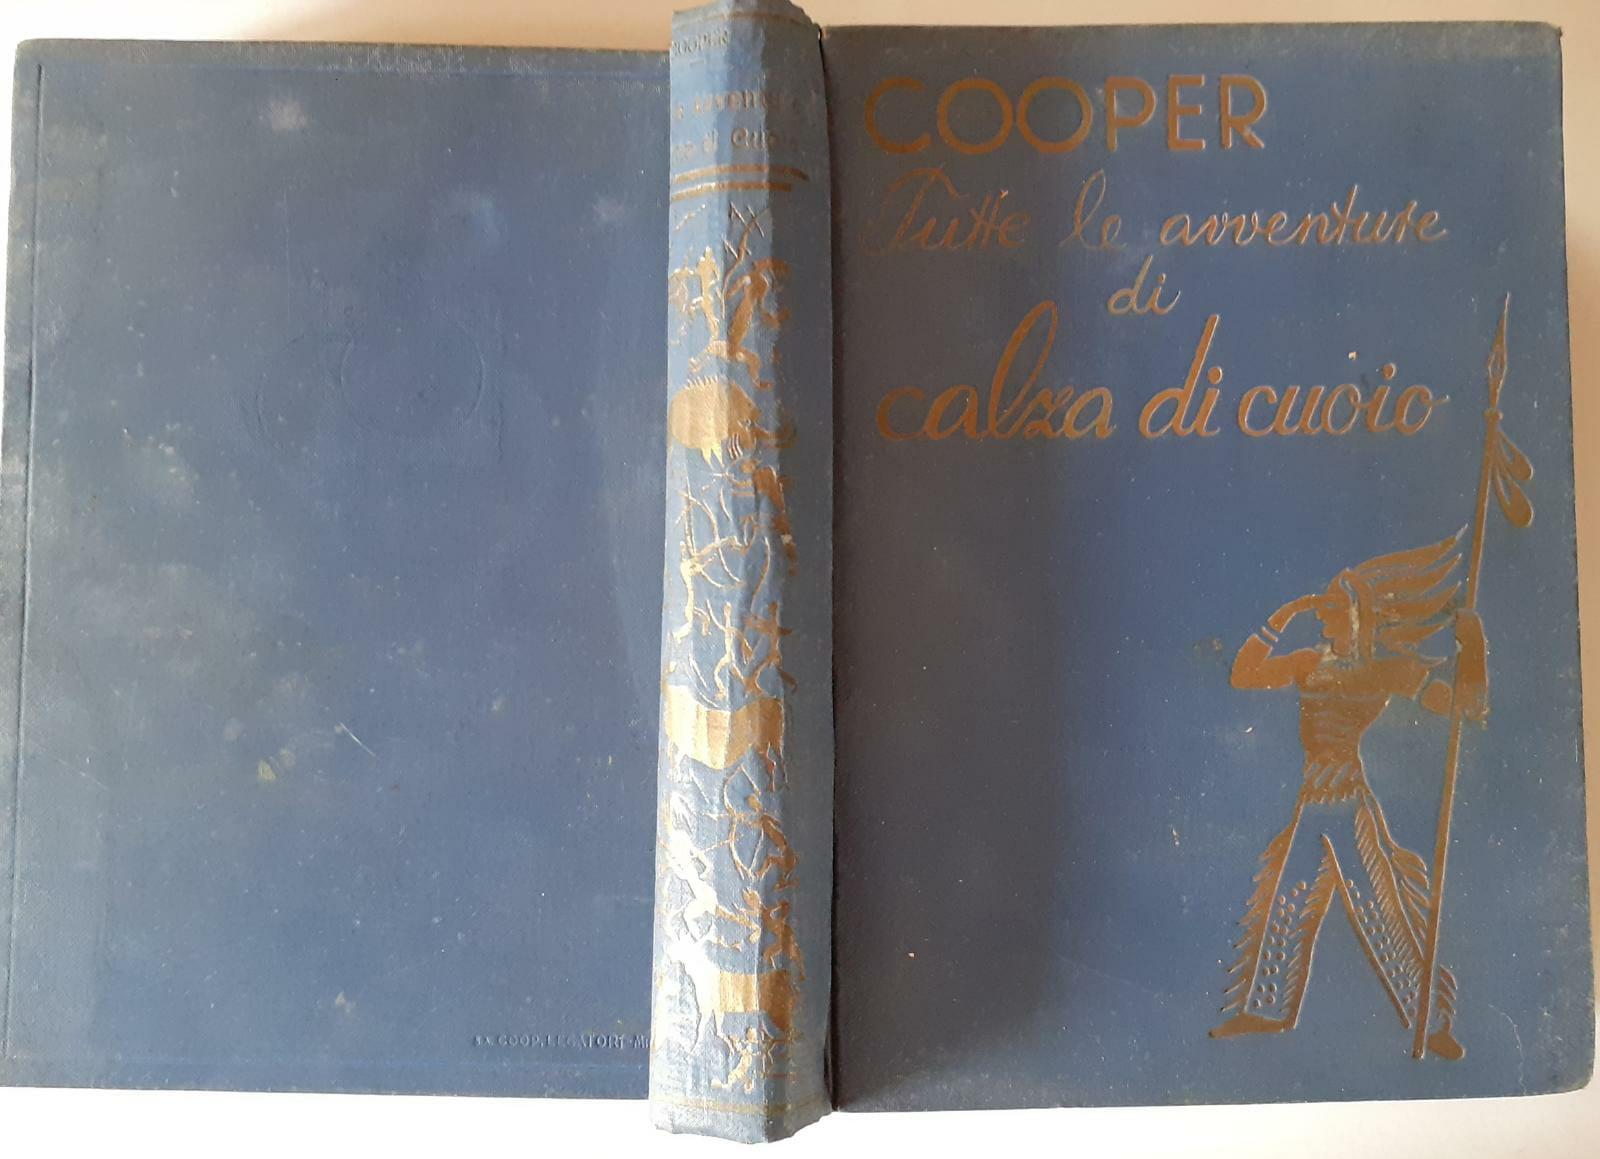 COOPER
Tutte le avventure
di
calza di cuoio
COOPER
COOP. LEGATORI